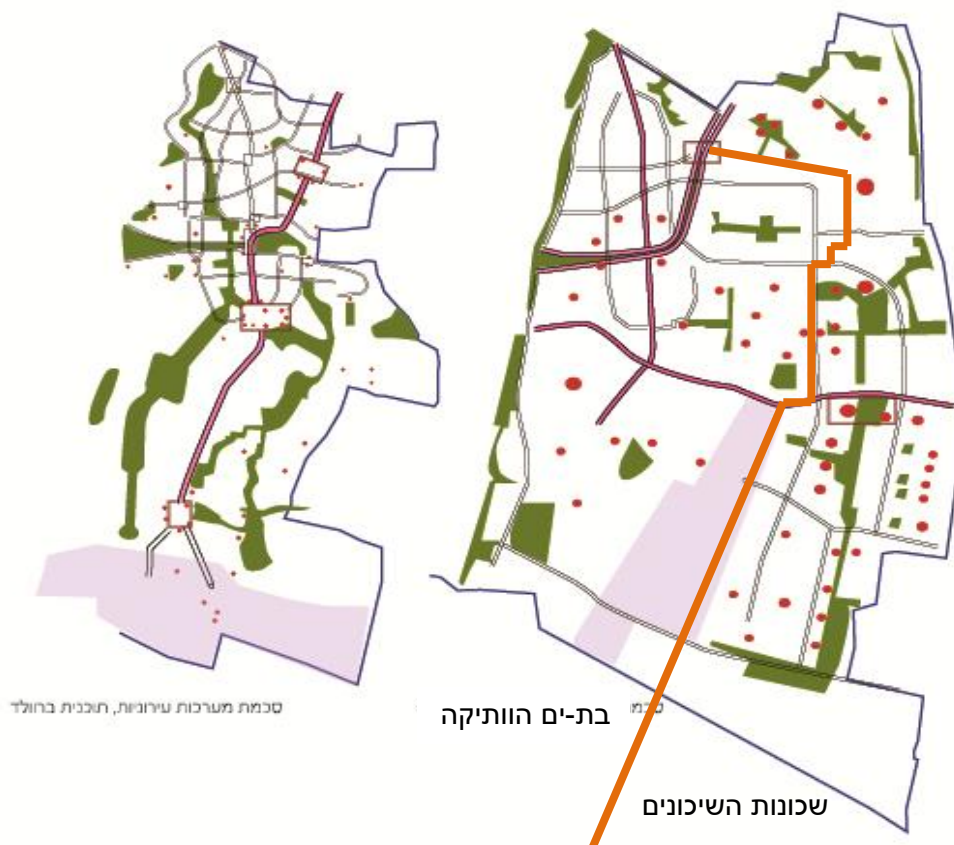 סכמת מערכות עירוניות, תוכנית ברוולד
בת-ים הוותיקה
שכונות השיכונים